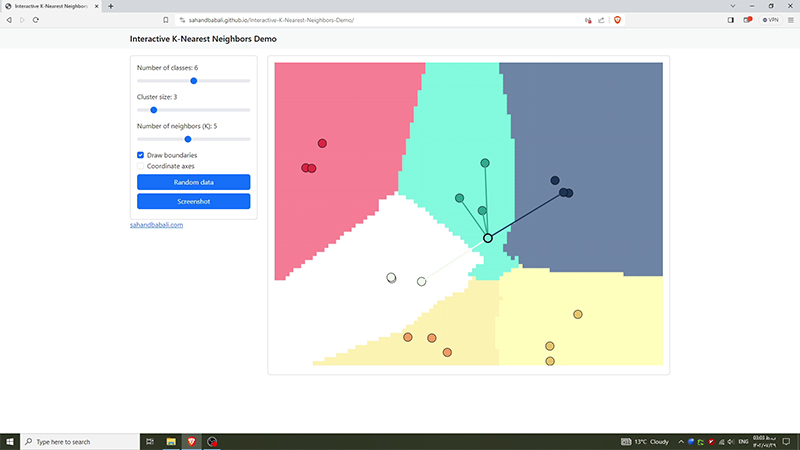 Interactive K-Nearest Neighbors
sahandbabali.github.io/Interactive-K-Nearest-Neighbors-Demo/
VPN
Interactive K-Nearest Neighbors Demo
Number of classes: 6
Cluster size: 3
Number of neighbors (K): 5
Draw boundaries
Coordinate axes
Random data
Screenshot
sahandbabali.com
Type here to search
13°C Cloudy
ENG